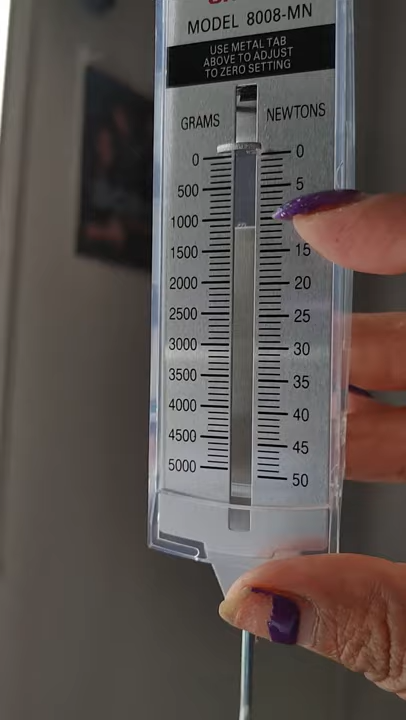 MODEL 8008-MN
USE METAL TAB
ABOVE TO ADJUST
TO ZERO SETTING
GRAMS NEWTONS
0 0
500 5
1000
1500 15
2000 20
2500 25
3000 30
3500 35
4000 40
4500 45
5000 50